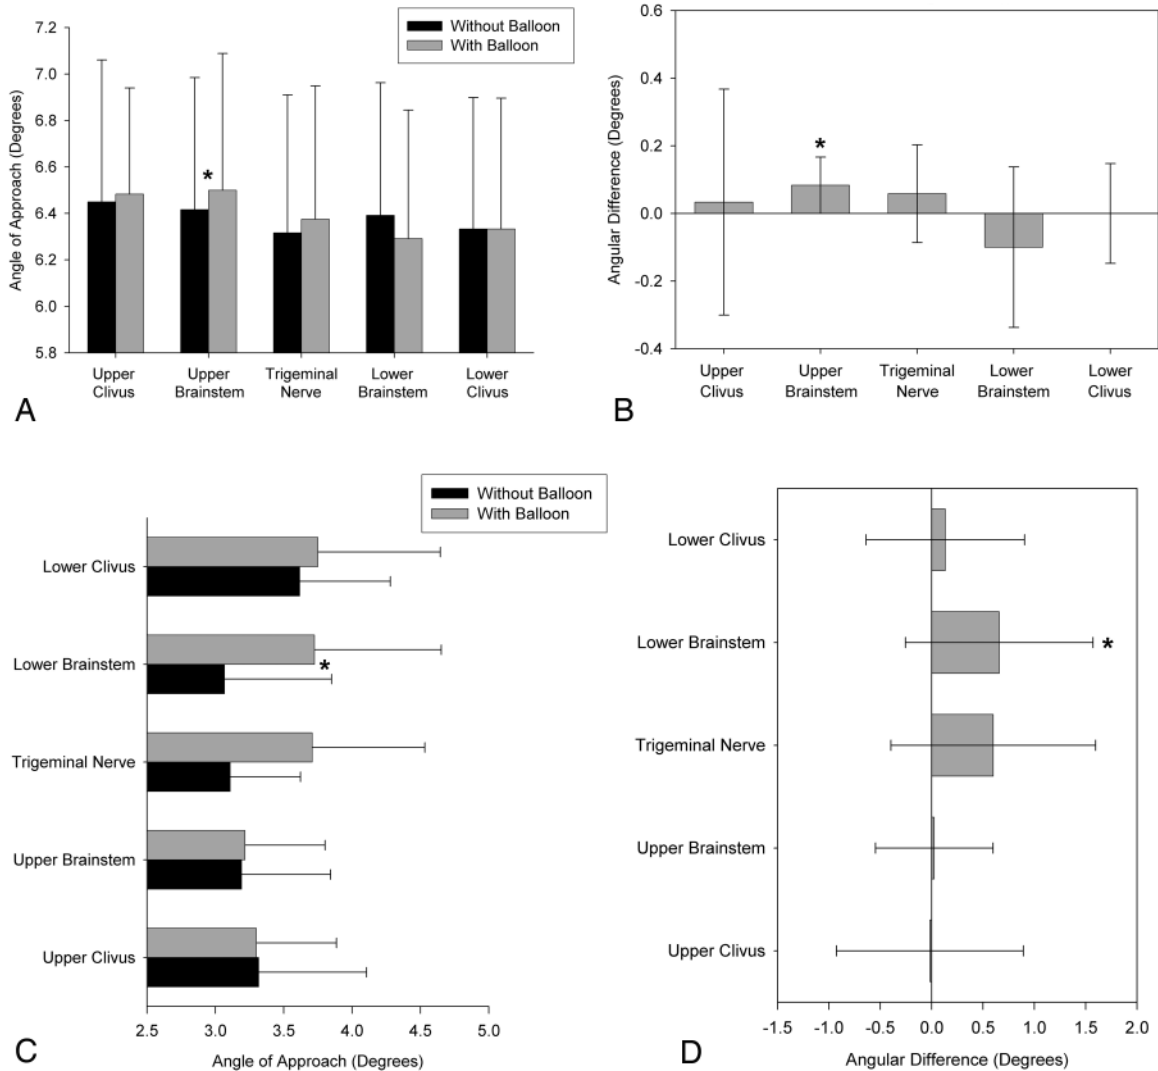 7.2
7.0
6.8
6.6
6.4
6.2
6.0
5.8
Angle of Approach (Degrees)
Without Balloon
With Balloon
*
Upper
Clivus
Upper
Brainstem
Trigeminal
Nerve
Lower
Brainstem
Lower
Clivus
A
0.6
0.4
0.2
0.0
-0.2
-0.4
Angular Difference (Degrees)
*
Upper
Clivus
Upper
Brainstem
Trigeminal
Nerve
Lower
Brainstem
Lower
Clivus
B
Without Balloon
With Balloon
Lower Clivus
Lower Brainstem
*
Trigeminal Nerve
Upper Brainstem
Upper Clivus
2.5 3.0 3.5 4.0 4.5 5.0
Angle of Approach (Degrees)
C
Lower Clivus
Lower Brainstem
*
Trigeminal Nerve
Upper Brainstem
Upper Clivus
-1.5 -1.0 -0.5 0.0 0.5 1.0 1.5 2.0
Angular Difference (Degrees)
D